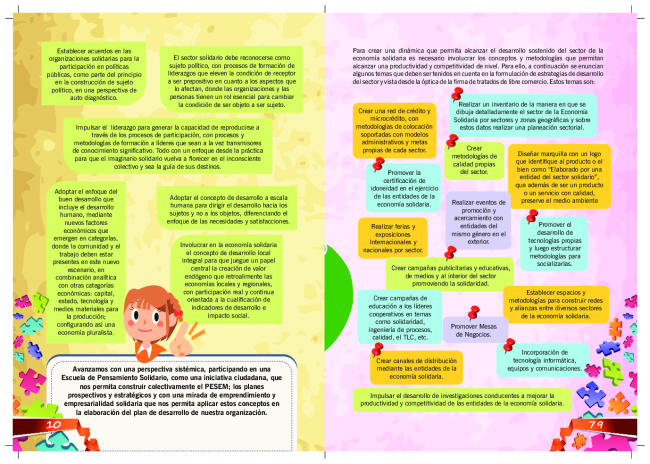 Establecer acuerdos en las
organizaciones solidarias para la
participación en políticas
públicas, como parte del principio
en la construcción de sujeto
político, en una perspectiva de
auto diagnóstico.
El sector solidario debe reconocerse como
sujeto político, con procesos de formación de
liderazgos que eleven la condición de receptor
a ser prepositivo en cuanto a los aspectos que
lo afectan, donde las organizaciones y las
personas tienen un rol esencial para cambiar
la condición de ser objeto a ser sujeto.
Impulsar el liderazgo para generar la capacidad de reproducirse a
través de los procesos de participación, con procesos y
metodologías de formación a líderes que sean a la vez transmisores
de conocimiento significativo. Todo con un enfoque desde lo práctica
para que el imaginario solidario vuelva a florecer en el inconsciente
colectivo y sea la guía de sus destinos.
Adoptar el enfoque del
buen desarrollo que
incluye el desarrollo
humano, mediante
nuevos factores
económicos que
emergen en categorías,
donde la comunidad y el
trabajo deben estar
presentes en este nuevo
escenario, en
combinación analítica
con otras categorías
económicas: capital,
estado, tecnología y
medios materiales para
la producción;
configurando así una
economía pluralista.
Adoptar el concepto de desarrollo a escala
humana para dirigir el desarrollo hacia los
sujetos y no a los objetos, diferenciando el
enfoque de las necesidades y satisfacciones.
Involucrar en la economía solidaria
el concepto de desarrollo local
integral para que juegue un papel
central la creación de valor
endógeno que retroalimente las
economías locales y regionales,
con participación real y continua
orientada a la cualificación de
indicadores de desarrollo e
impacto social.
Avanzamos con una perspectiva sistémica, participando en una
Escuela de Pensamiento Solidario, como una iniciativa ciudadana, que
nos permita construir colectivamente el PESEM; los planes
prospectivos y estratégicos y con una mirada de emprendimiento y
empresarialidad solidaria que nos permita aplicar estos conceptos en
la elaboración del plan de desarrollo de nuestra organización.
10
Para crear una dinámica que permita alcanzar el desarrollo sostenido del sector de la
economía solidaria es necesario involucrar los conceptos y metodologías que permitan
alcanzar una productividad y competitividad de nivel. Para ello, a continuación se enuncian
algunos temas que deben ser tenidos en cuenta en la formulación de estrategias de desarrollo
del sector y vista desde la óptica de la firma de tratados de libre comercio. Estos temas son:
Crear una red de crédito y
microcrédito, con
metodologías de colocación
soportadas con modelos
administrativos y metas
propias de cada sector.
Realizar un inventario de la manera en que se
dibuja detalladamente el sector de la Economía
Solidaria por sectores y zonas geográficas y sobre
estos datos realizar una planeación sectorial.
Crear
metodologías de
calidad propias
del sector.
Diseñar marquilla con un logo
que identifique al producto o el
bien como "Elaborado por una
entidad del sector solidario",
que además de ser un producto
o un servicio con calidad,
preserve el medio ambiente
Promover la
certificación de
idoneidad en el ejercicio
de las entidades de la
economía solidaria.
Realizar eventos de
promoción y
acercamiento con
entidades del
mismo género en el
exterior.
Realizar ferias y
exposiciones
Internacionales y
nacionales por sector.
Promover el
desarrollo de
tecnologías propias
y luego estructurar
metodologías para
socializarlas.
Crear campañas publicitarias y educativas,
de medios y al interior del sector
promoviendo la solidaridad.
Crear campañas de
educación a los líderes
cooperativos en temas
como solidaridad,
ingeniería de procesos,
calidad, el TLC, etc.
Establecer espacios y
metodologías para construir redes
y alianzas entre diversos sectores
de la economía solidaria.
Promover Mesas
de Negocios.
Crear canales de distribución
mediante las entidades de la
economía solidaria.
Incorporación de
tecnología informática,
equipos y comunicaciones.
Impulsar el desarrollo de investigaciones conducentes a mejorar la
productividad y competitividad de las entidades de la economía solidaria.
79